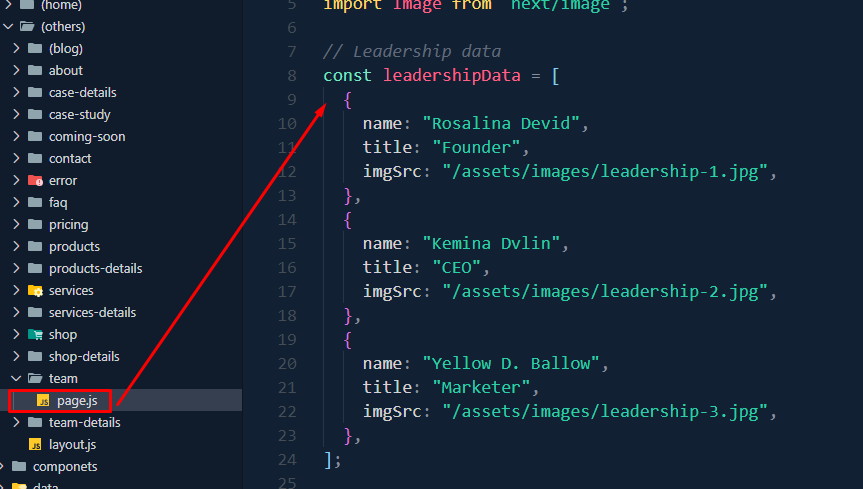 (home)
(others)
(blog)
about
case-details
case-study
coming-soon
contact
error
faq
pricing
products
products-details
services
services-details
shop
shop-details
team
JS page.js
team-details
JS layout.js
componets
data
5 import Image from "next/image";
6
7 // Leadership data
8 const leadershipData = [
9 {
10 name: "Rosalina Devid",
11 title: "Founder",
12 imgSrc: "/assets/images/leadership-1.jpg",
13 },
14 {
15 name: "Kemina Dvlin",
16 title: "CEO",
17 imgSrc: "/assets/images/leadership-2.jpg",
18 },
19 {
20 name: "Yellow D. Ballow",
21 title: "Marketer",
22 imgSrc: "/assets/images/leadership-3.jpg",
23 },
24 ];
25